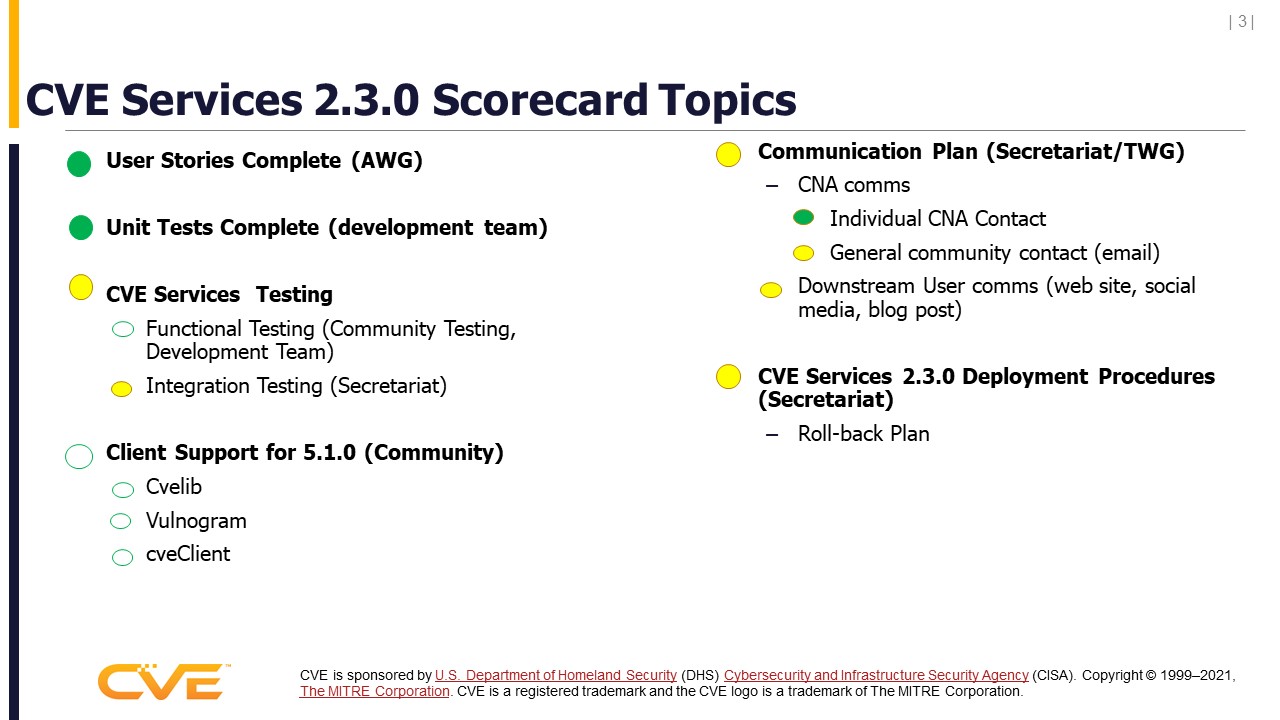 | 3 |
CVE Services 2.3.0 Scorecard Topics
User Stories Complete (AWG)
Unit Tests Complete (development team)
CVE Services Testing
Functional Testing (Community Testing,
Development Team)
Integration Testing (Secretariat)
Client Support for 5.1.0 (Community)
Cvelib
Vulnogram
cveClient
Communication Plan (Secretariat/TWG)
– CNA comms
Individual CNA Contact
General community contact (email)
Downstream User comms (web site, social
media, blog post)
CVE Services 2.3.0 Deployment Procedures
(Secretariat)
– Roll-back Plan
CVE™
CVE is sponsored by U.S. Department of Homeland Security (DHS) Cybersecurity and Infrastructure Security Agency (CISA). Copyright © 1999–2021,
The MITRE Corporation. CVE is a registered trademark and the CVE logo is a trademark of The MITRE Corporation.